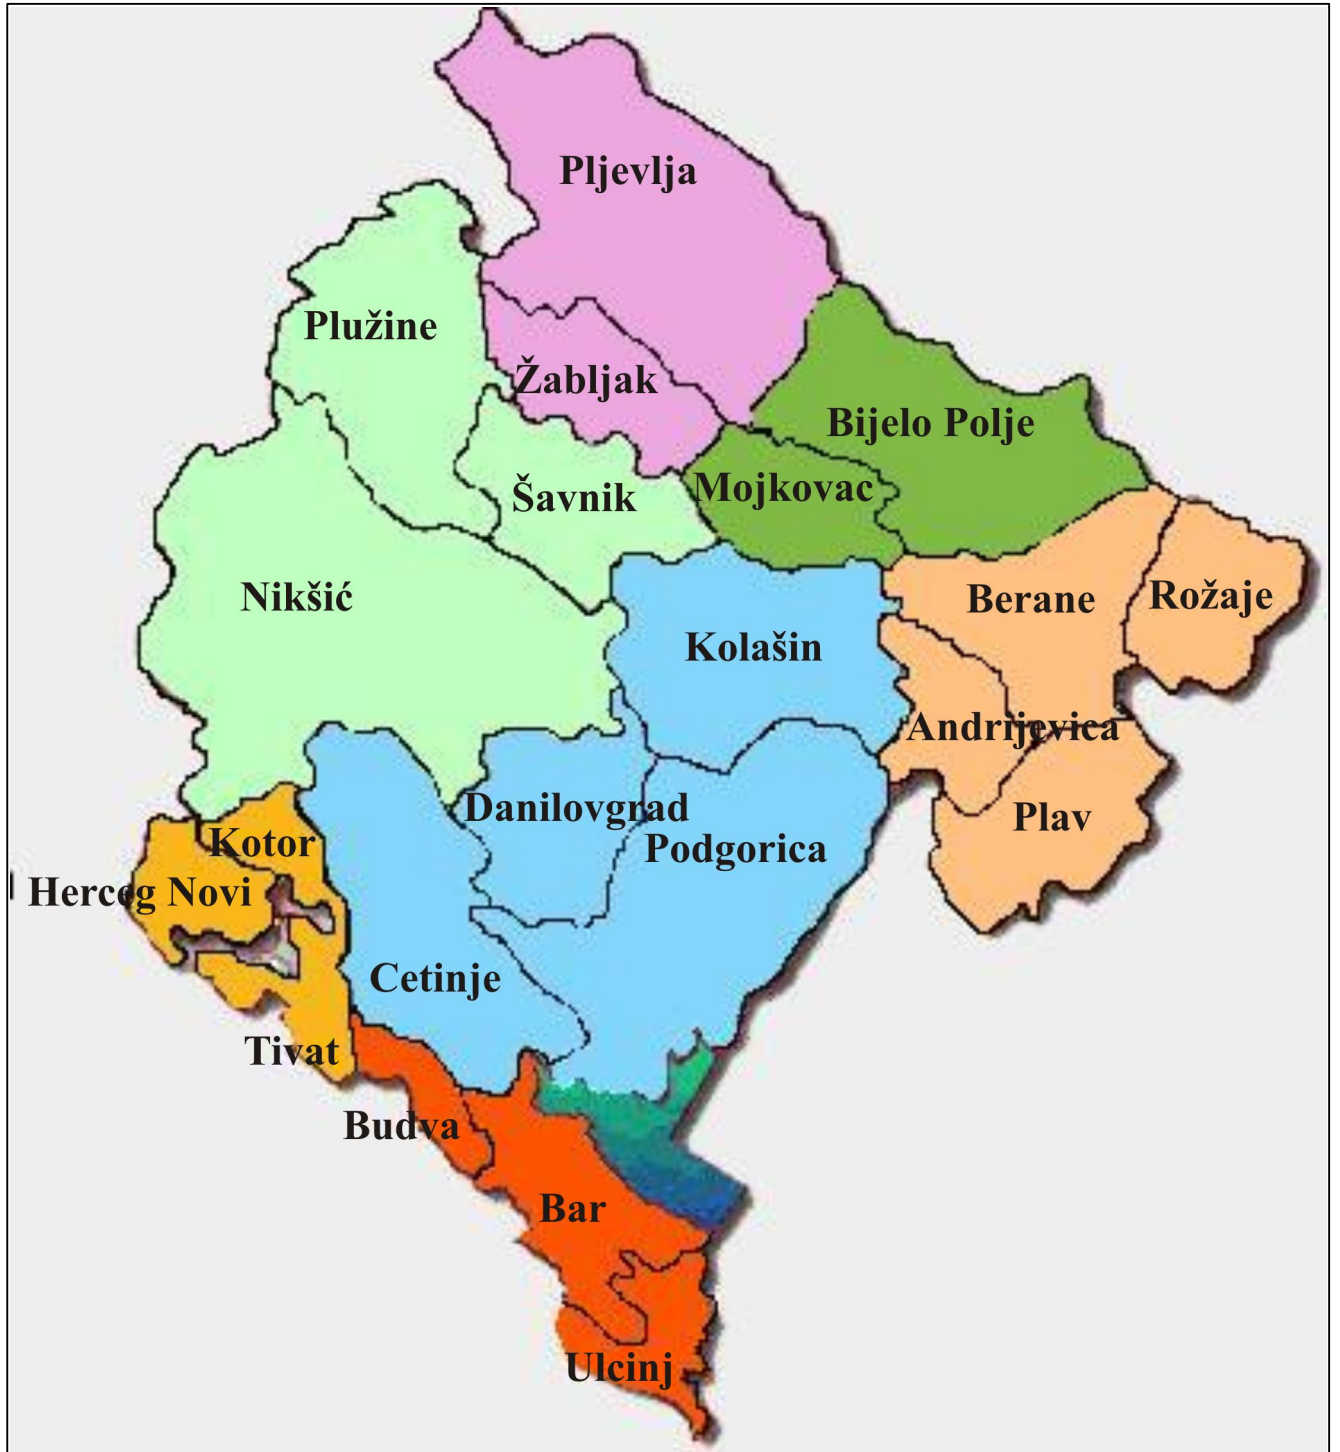 Pljevlja
Plužine
Žabljak
Bijelo Polje
Mojkovac
Šavnik
Nikšić
Berane
Rožaje
Kolašin
Andrijevica
Danilovgrad
Plav
Kotor
Podgorica
Herceg Novi
Cetinje
Tivat
Budva
Bar
Ulcinj